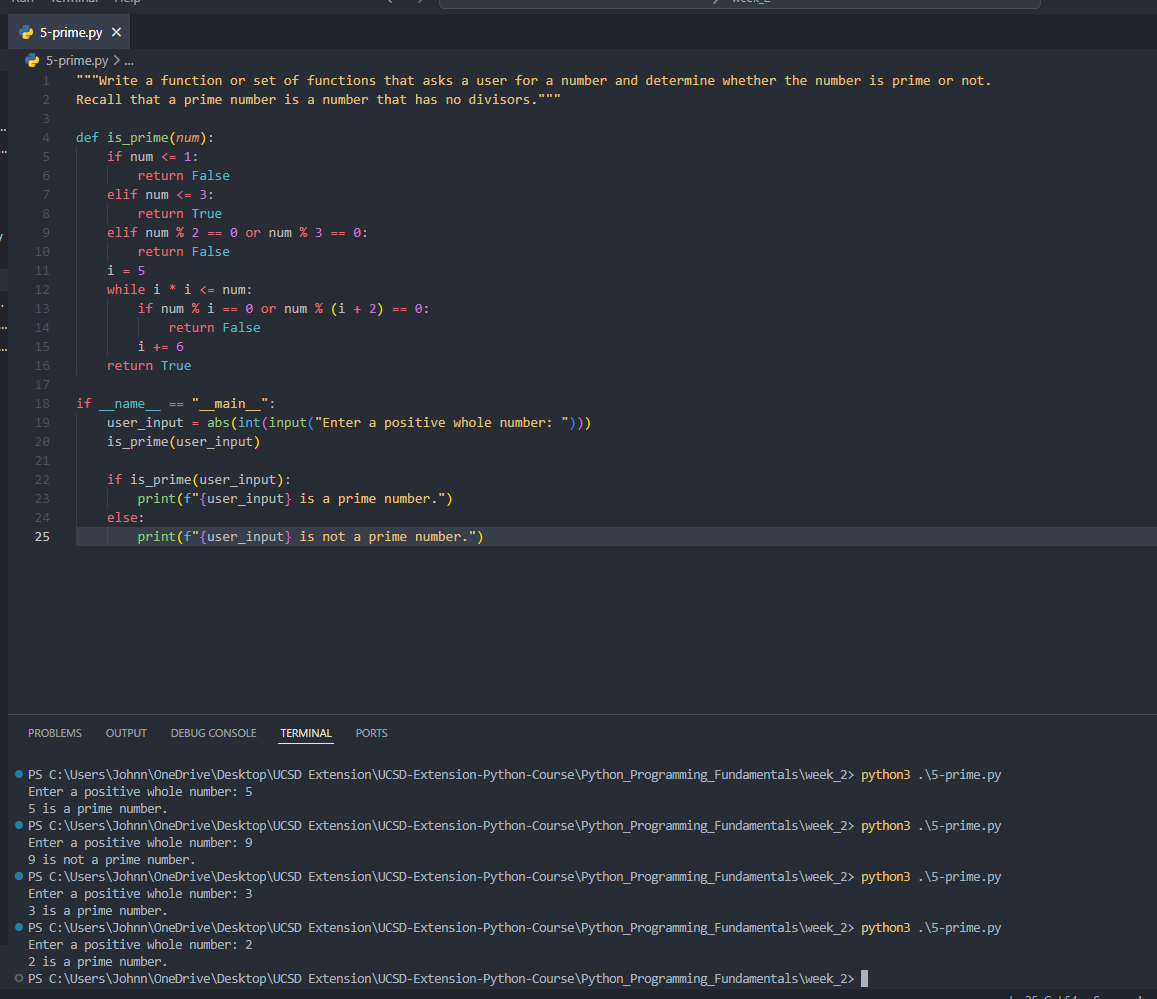 Run Terminal Help
week_2
5-prime.py
5-prime.py > ...
1 """Write a function or set of functions that asks a user for a number and determine whether the number is prime or not.
2 Recall that a prime number is a number that has no divisors."""
3
4 def is_prime(num):
5     if num <= 1:
6         return False
7     elif num <= 3:
8         return True
9     elif num % 2 == 0 or num % 3 == 0:
10         return False
11     i = 5
12     while i * i <= num:
13         if num % i == 0 or num % (i + 2) == 0:
14             return False
15         i += 6
16     return True
17
18 if __name__ == "__main__":
19     user_input = abs(int(input("Enter a positive whole number: ")))
20     is_prime(user_input)
21
22     if is_prime(user_input):
23         print(f"{user_input} is a prime number.")
24     else:
25         print(f"{user_input} is not a prime number.")
PROBLEMS OUTPUT DEBUG CONSOLE TERMINAL PORTS
PS C:\Users\Johnn\OneDrive\Desktop\UCSD Extension\UCSD-Extension-Python-Course\Python_Programming_Fundamentals\week_2> python3 .\5-prime.py
Enter a positive whole number: 5
5 is a prime number.
PS C:\Users\Johnn\OneDrive\Desktop\UCSD Extension\UCSD-Extension-Python-Course\Python_Programming_Fundamentals\week_2> python3 .\5-prime.py
Enter a positive whole number: 9
9 is not a prime number.
PS C:\Users\Johnn\OneDrive\Desktop\UCSD Extension\UCSD-Extension-Python-Course\Python_Programming_Fundamentals\week_2> python3 .\5-prime.py
Enter a positive whole number: 3
3 is a prime number.
PS C:\Users\Johnn\OneDrive\Desktop\UCSD Extension\UCSD-Extension-Python-Course\Python_Programming_Fundamentals\week_2> python3 .\5-prime.py
Enter a positive whole number: 2
2 is a prime number.
PS C:\Users\Johnn\OneDrive\Desktop\UCSD Extension\UCSD-Extension-Python-Course\Python_Programming_Fundamentals\week_2>